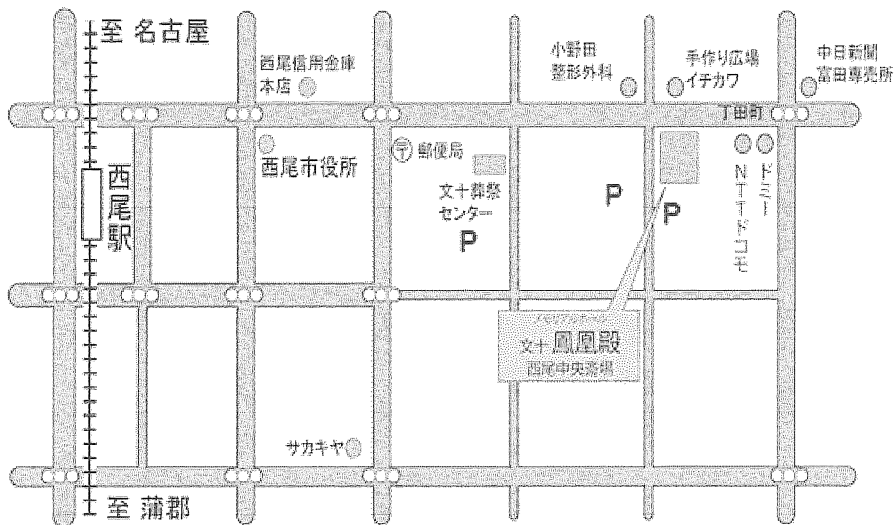 至 名古屋
西尾信用金庫
本店
小野田
整形外科
手作り広場
イチカワ
中日新聞
富田専売所
丁田町
西尾市役所
郵便局
文十葬祭
センター
P
P
P
NTTドコモ
ドミー
西尾駅
文十 鳳凰殿
西尾中央斎場
サカキヤ
至 蒲郡